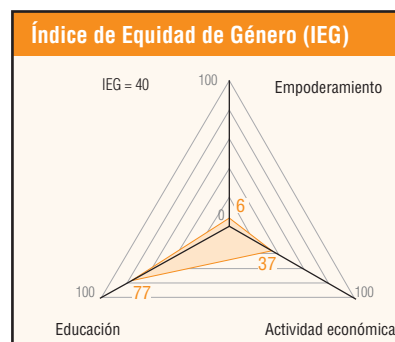 Índice de Equidad de Género (IEG)
IEG = 40
100
Empoderamiento
6
0
37
77
100
100
Educación
Actividad económica